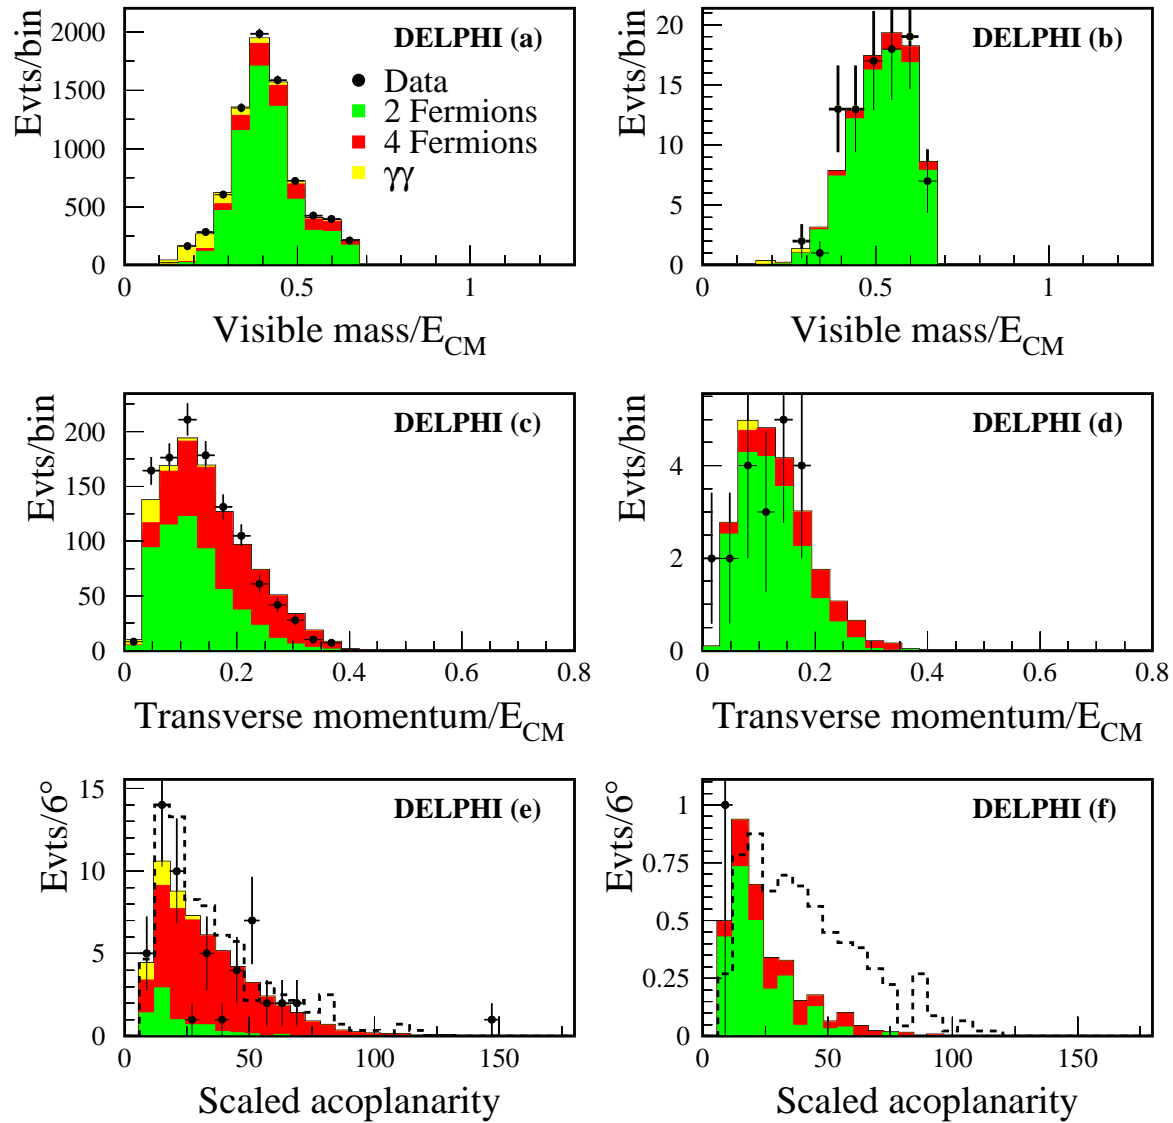 DELPHI (a)
Data
2 Fermions
4 Fermions
γγ
Evts/bin
2000
1500
1000
500
0
0
0.5
1
Visible mass/E_CM
DELPHI (b)
Evts/bin
20
15
10
5
0
0
0.5
1
Visible mass/E_CM
DELPHI (c)
Evts/bin
200
150
100
50
0
0
0.2
0.4
0.6
0.8
Transverse momentum/E_CM
DELPHI (d)
Evts/bin
4
2
0
0
0.2
0.4
0.6
0.8
Transverse momentum/E_CM
DELPHI (e)
Evts/6°
15
10
5
0
0
50
100
150
Scaled acoplanarity
DELPHI (f)
Evts/6°
1
0.75
0.5
0.25
0
0
50
100
150
Scaled acoplanarity